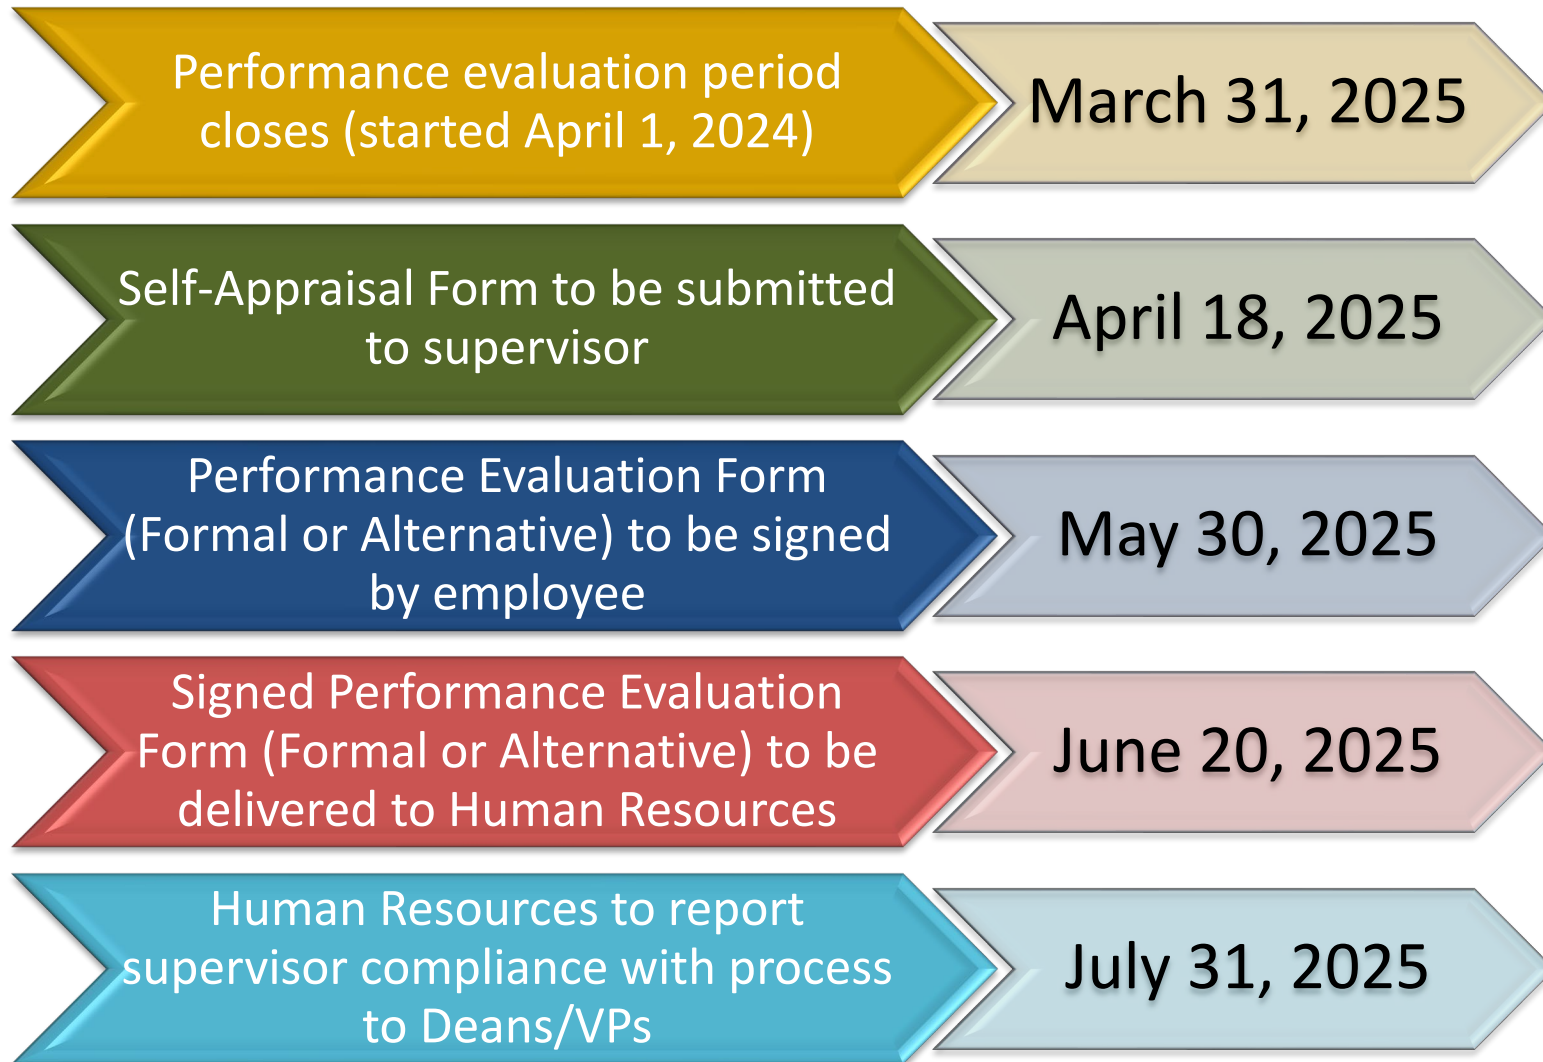 Performance evaluation period
closes (started April 1, 2024)
March 31, 2025
Self-Appraisal Form to be submitted
to supervisor
April 18, 2025
Performance Evaluation Form
(Formal or Alternative) to be signed
by employee
May 30, 2025
Signed Performance Evaluation
Form (Formal or Alternative) to be
delivered to Human Resources
June 20, 2025
Human Resources to report
supervisor compliance with process
to Deans/VPs
July 31, 2025